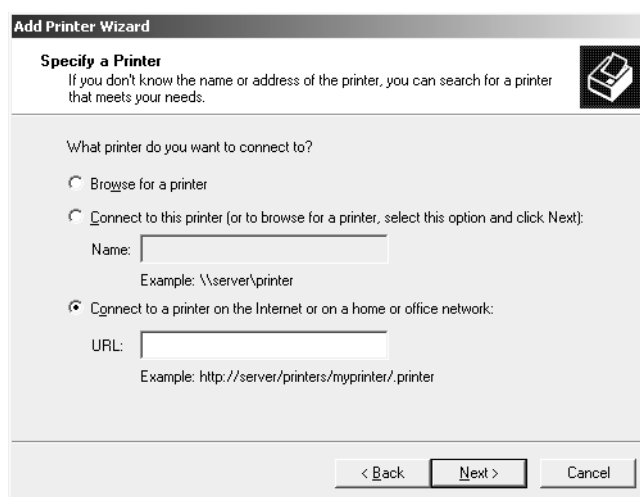 Add Printer Wizard
Specify a Printer
If you don't know the name or address of the printer, you can search for a printer
that meets your needs.
What printer do you want to connect to?
Browse for a printer
Connect to this printer (or to browse for a printer, select this option and click Next):
Name:
Example: \\server\printer
Connect to a printer on the Internet or on a home or office network:
URL:
Example: http://server/printers/myprinter/.printer
< Back Next > Cancel